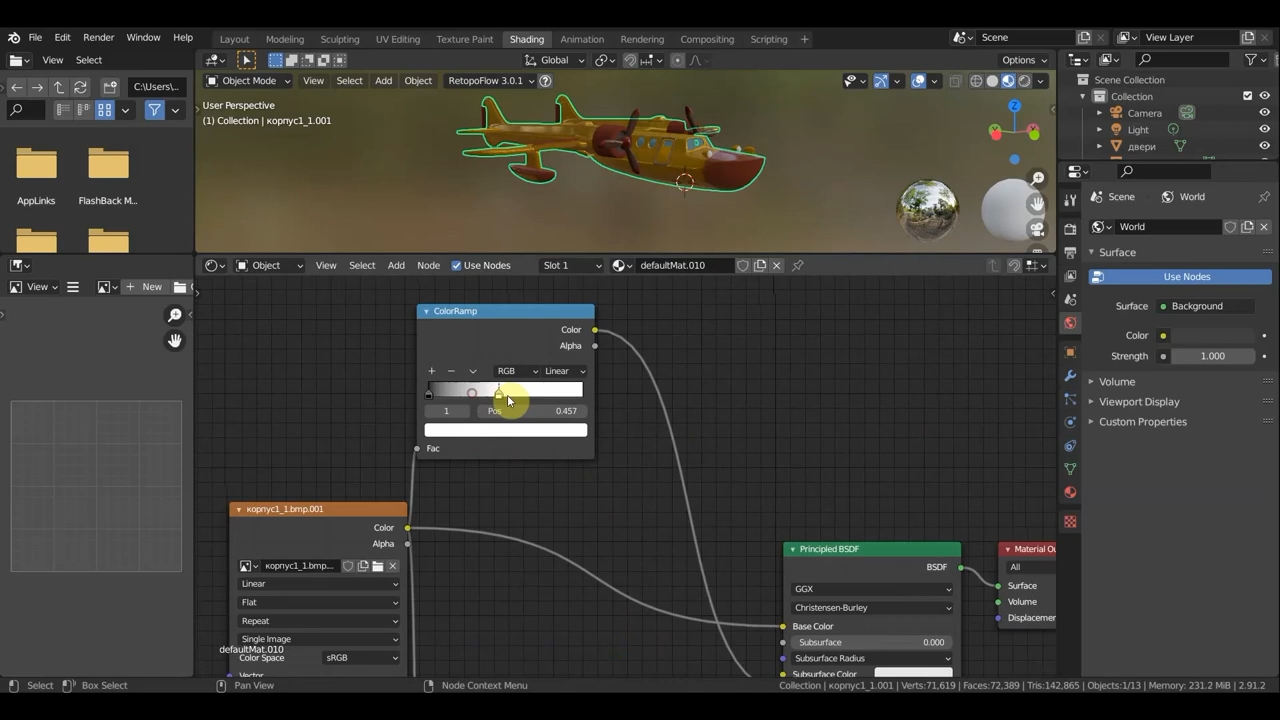 File Edit Render Window Help Layout Modeling Sculpting UV Editing Texture Paint Shading Animation Rendering Compositing Scripting + Scene View Layer
View Select Global Options
C:\Users\... Object Mode View Select Add Object RetopoFlow 3.0.1
User Perspective
(1) Collection | корпус1_1.001
Z
AppLinks FlashBack M...
Scene Collection
Collection
Camera
Light
двери
Scene World
World
Surface
Use Nodes
Surface Background
Color
Strength 1.000
Volume
Viewport Display
Custom Properties
View New
Object View Select Add Node Use Nodes Slot 1 defaultMat.010
ColorRamp
Color
Alpha
RGB Linear
1 Pos 0.457
Fac
корпус1_1.bmp.001
Color
Alpha
корпус1_1.bmp...
Linear
Flat
Repeat
Single Image
Color Space sRGB
Vector
defaultMat.010
Principled BSDF
BSDF
GGX
Christensen-Burley
Base Color
Subsurface 0.000
Subsurface Radius
Subsurface Color
Material Ou
All
Surface
Volume
Displacemen
Select Box Select Pan View Node Context Menu Collection | корпус1_1.001 | Verts:71,619 | Faces:72,389 | Tris:142,865 | Objects:1/13 | Memory: 231.2 MiB | 2.91.2